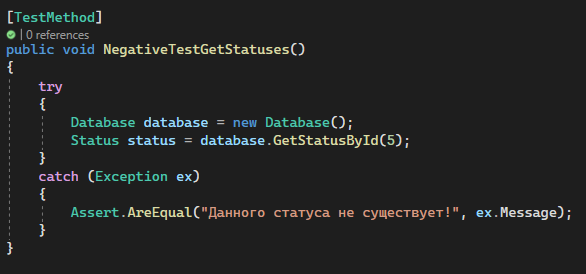 [TestMethod]
| 0 references
public void NegativeTestGetStatuses()
{
try
{
Database database = new Database();
Status status = database.GetStatusById(5);
}
catch (Exception ex)
{
Assert.AreEqual("Данного статуса не существует!", ex.Message);
}
}